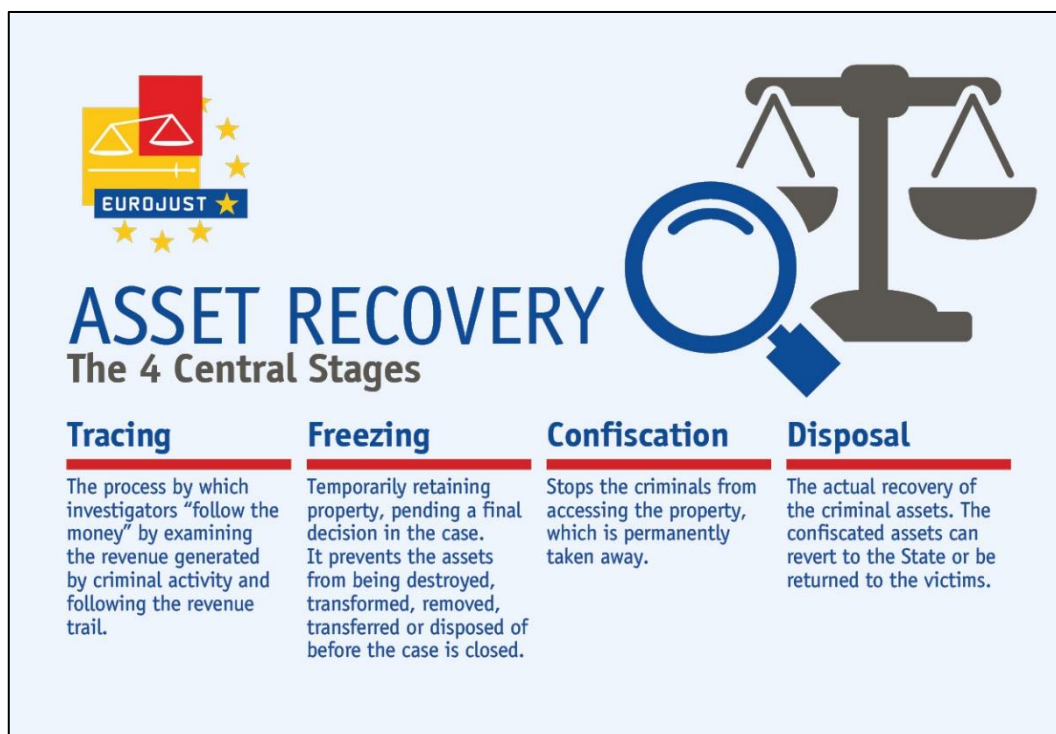 EUROJUST
ASSET RECOVERY
The 4 Central Stages
Tracing
The process by which
investigators “follow the
money” by examining
the revenue generated
by criminal activity and
following the revenue
trail.
Freezing
Temporarily retaining
property, pending a final
decision in the case.
It prevents the assets
from being destroyed,
transformed, removed,
transferred or disposed of
before the case is closed.
Confiscation
Stops the criminals from
accessing the property,
which is permanently
taken away.
Disposal
The actual recovery of
the criminal assets. The
confiscated assets can
revert to the State or be
returned to the victims.